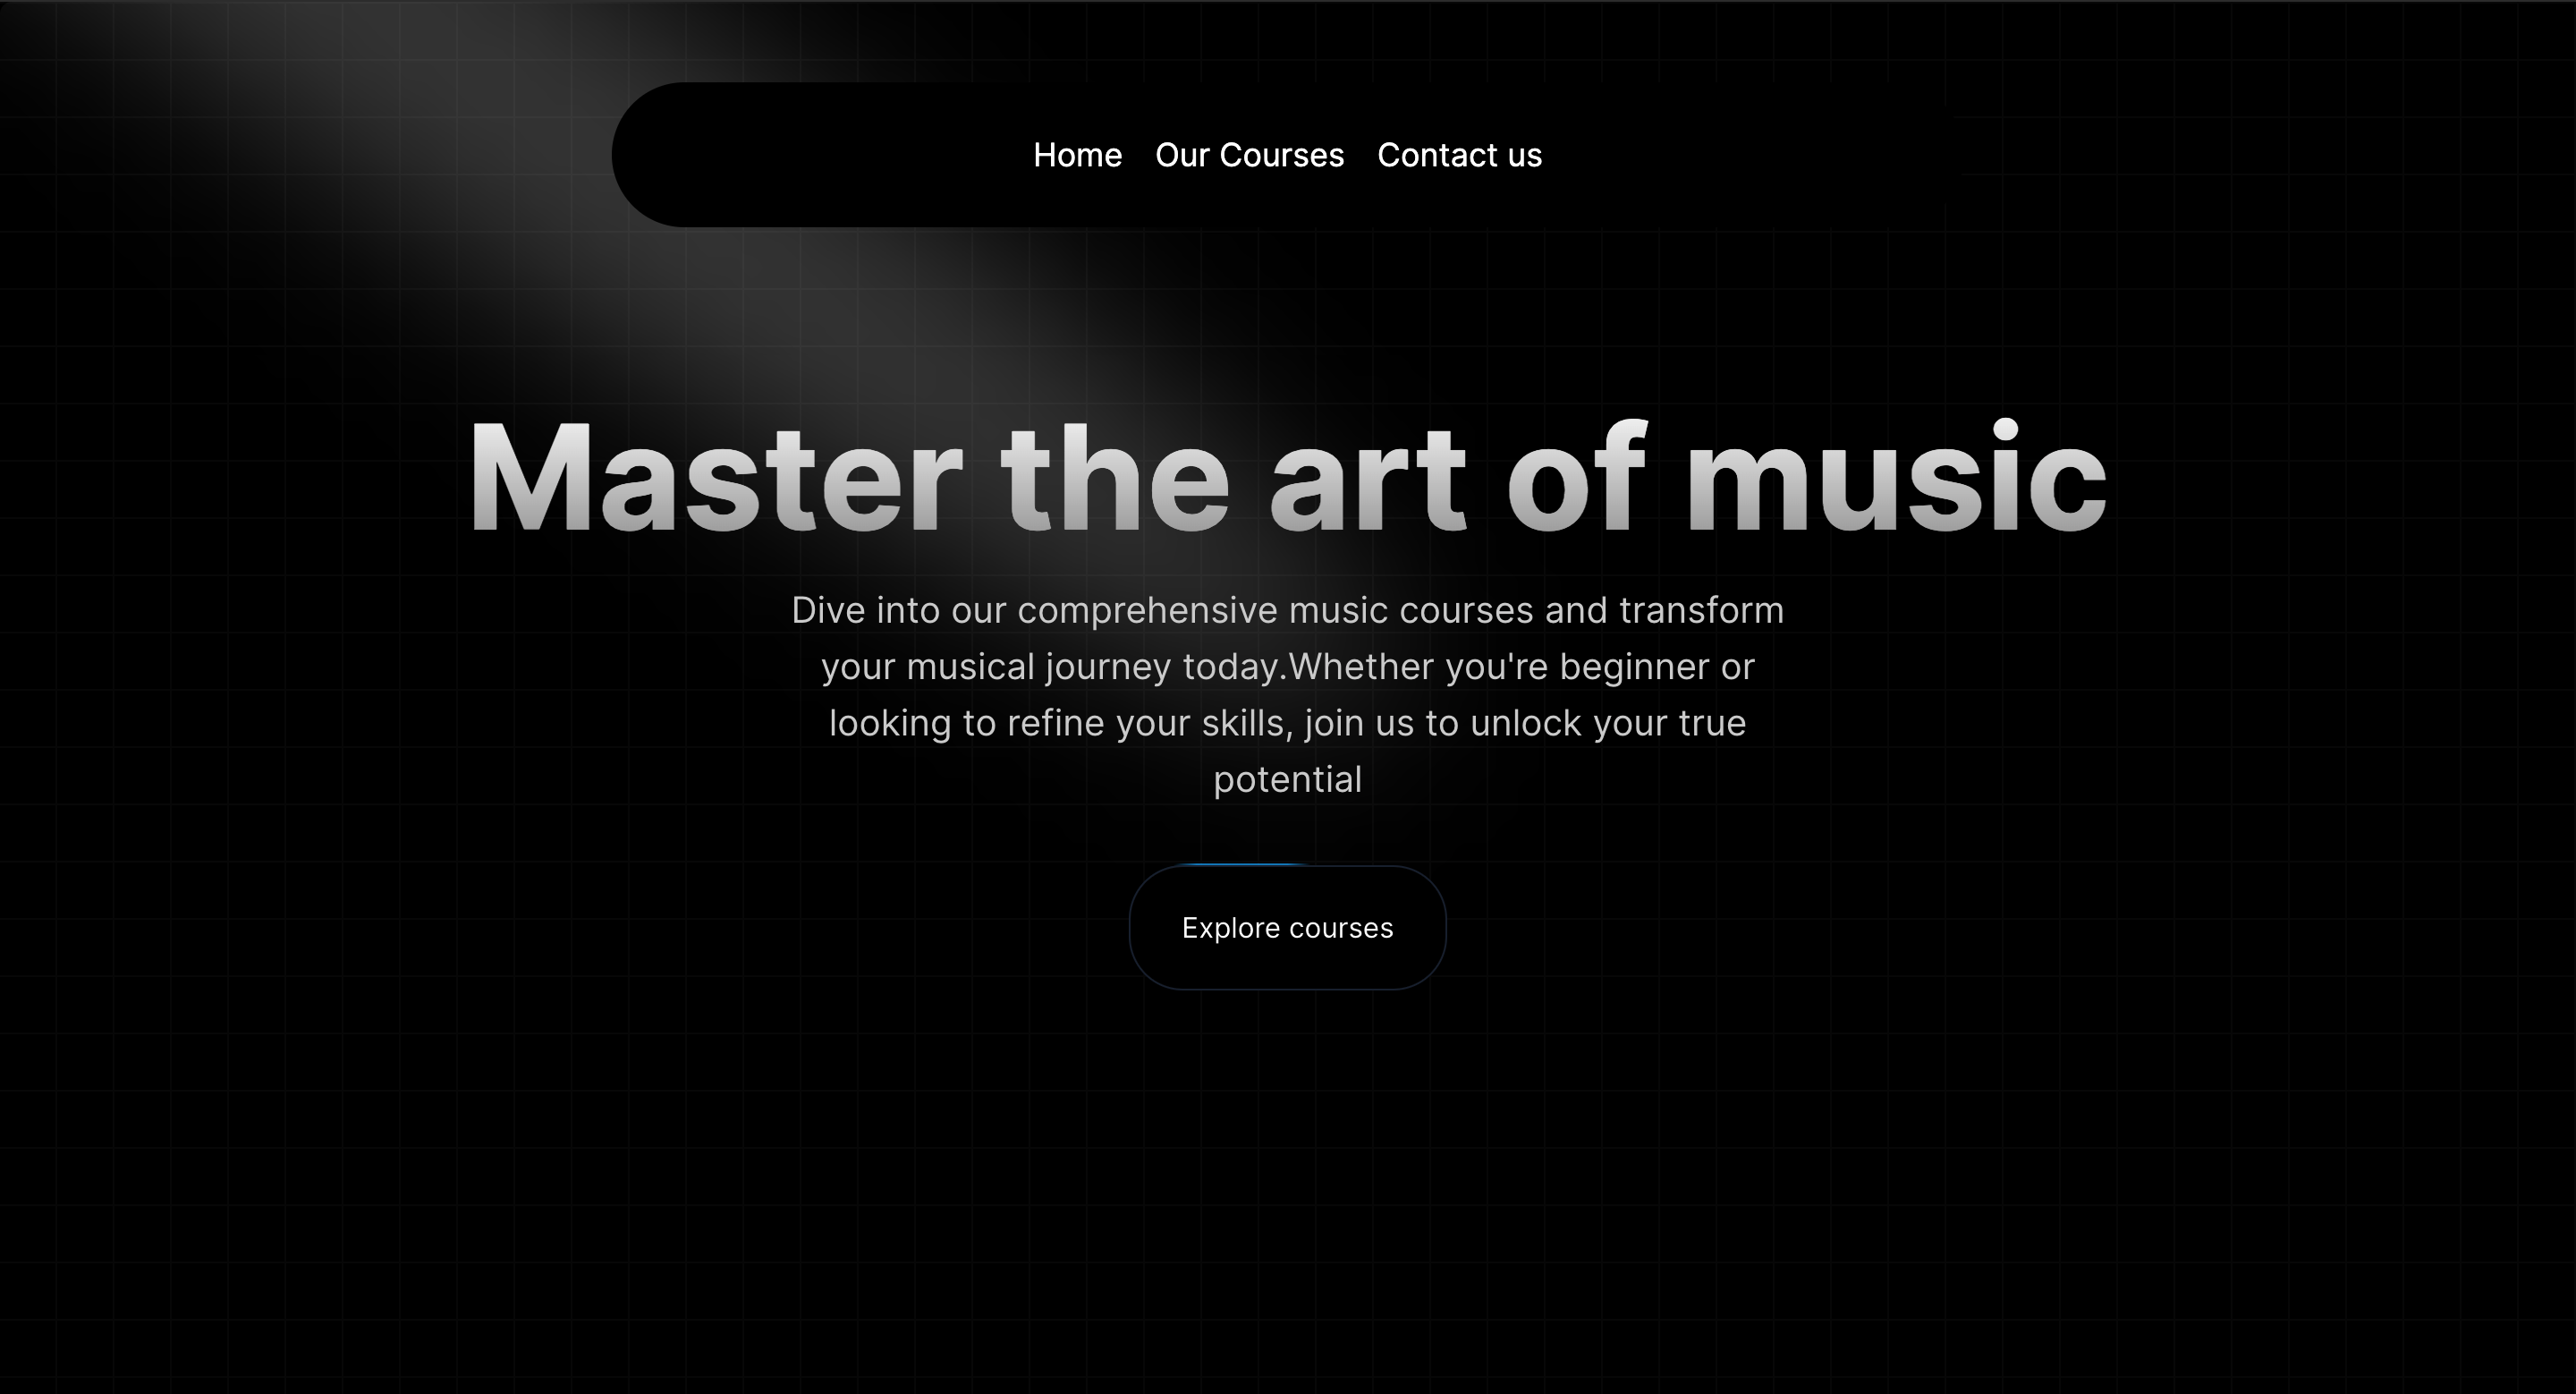 Home Our Courses Contact us
Master the art of music
Dive into our comprehensive music courses and transform
your musical journey today.Whether you're beginner or
looking to refine your skills, join us to unlock your true
potential
Explore courses